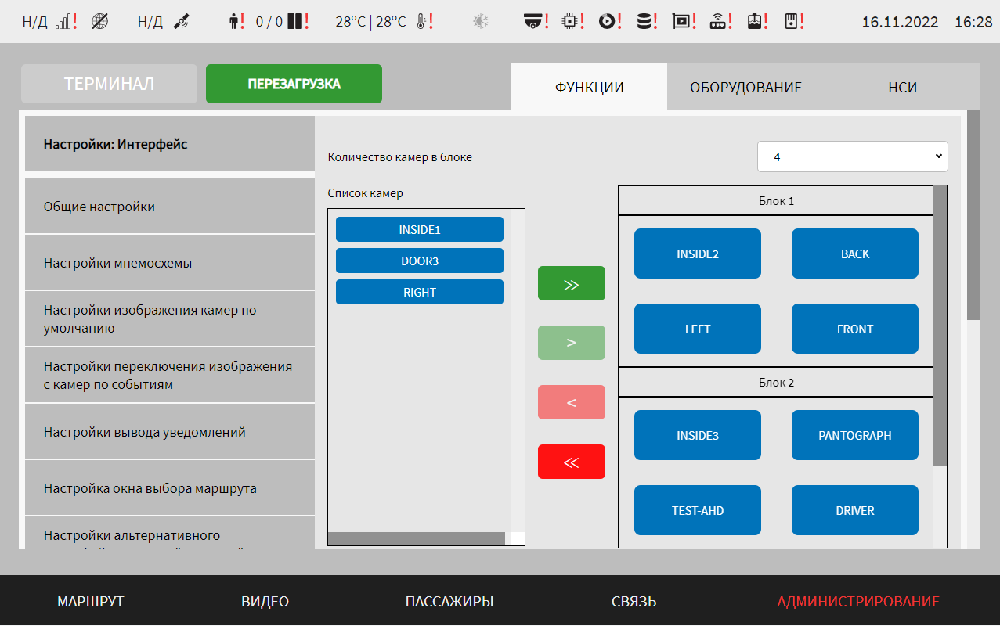 Н/Д ! Н/Д ! 0 / 0 ! 28°C | 28°C ! ! ! ! ! ! ! ! ! 16.11.2022 16:28
ТЕРМИНАЛ ПЕРЕЗАГРУЗКА ФУНКЦИИ ОБОРУДОВАНИЕ НСИ
Настройки: Интерфейс
Общие настройки
Настройки мнемосхемы
Настройки изображения камер по
умолчанию
Настройки переключения изображения
с камер по событиям
Настройки вывода уведомлений
Настройка окна выбора маршрута
Настройки альтернативного
Количество камер в блоке 4
Список камер
INSIDE1
DOOR3
RIGHT
>>
>
<
<<
Блок 1
INSIDE2 BACK
LEFT FRONT
Блок 2
INSIDE3 PANTOGRAPH
TEST-AHD DRIVER
МАРШРУТ ВИДЕО ПАССАЖИРЫ СВЯЗЬ АДМИНИСТРИРОВАНИЕ